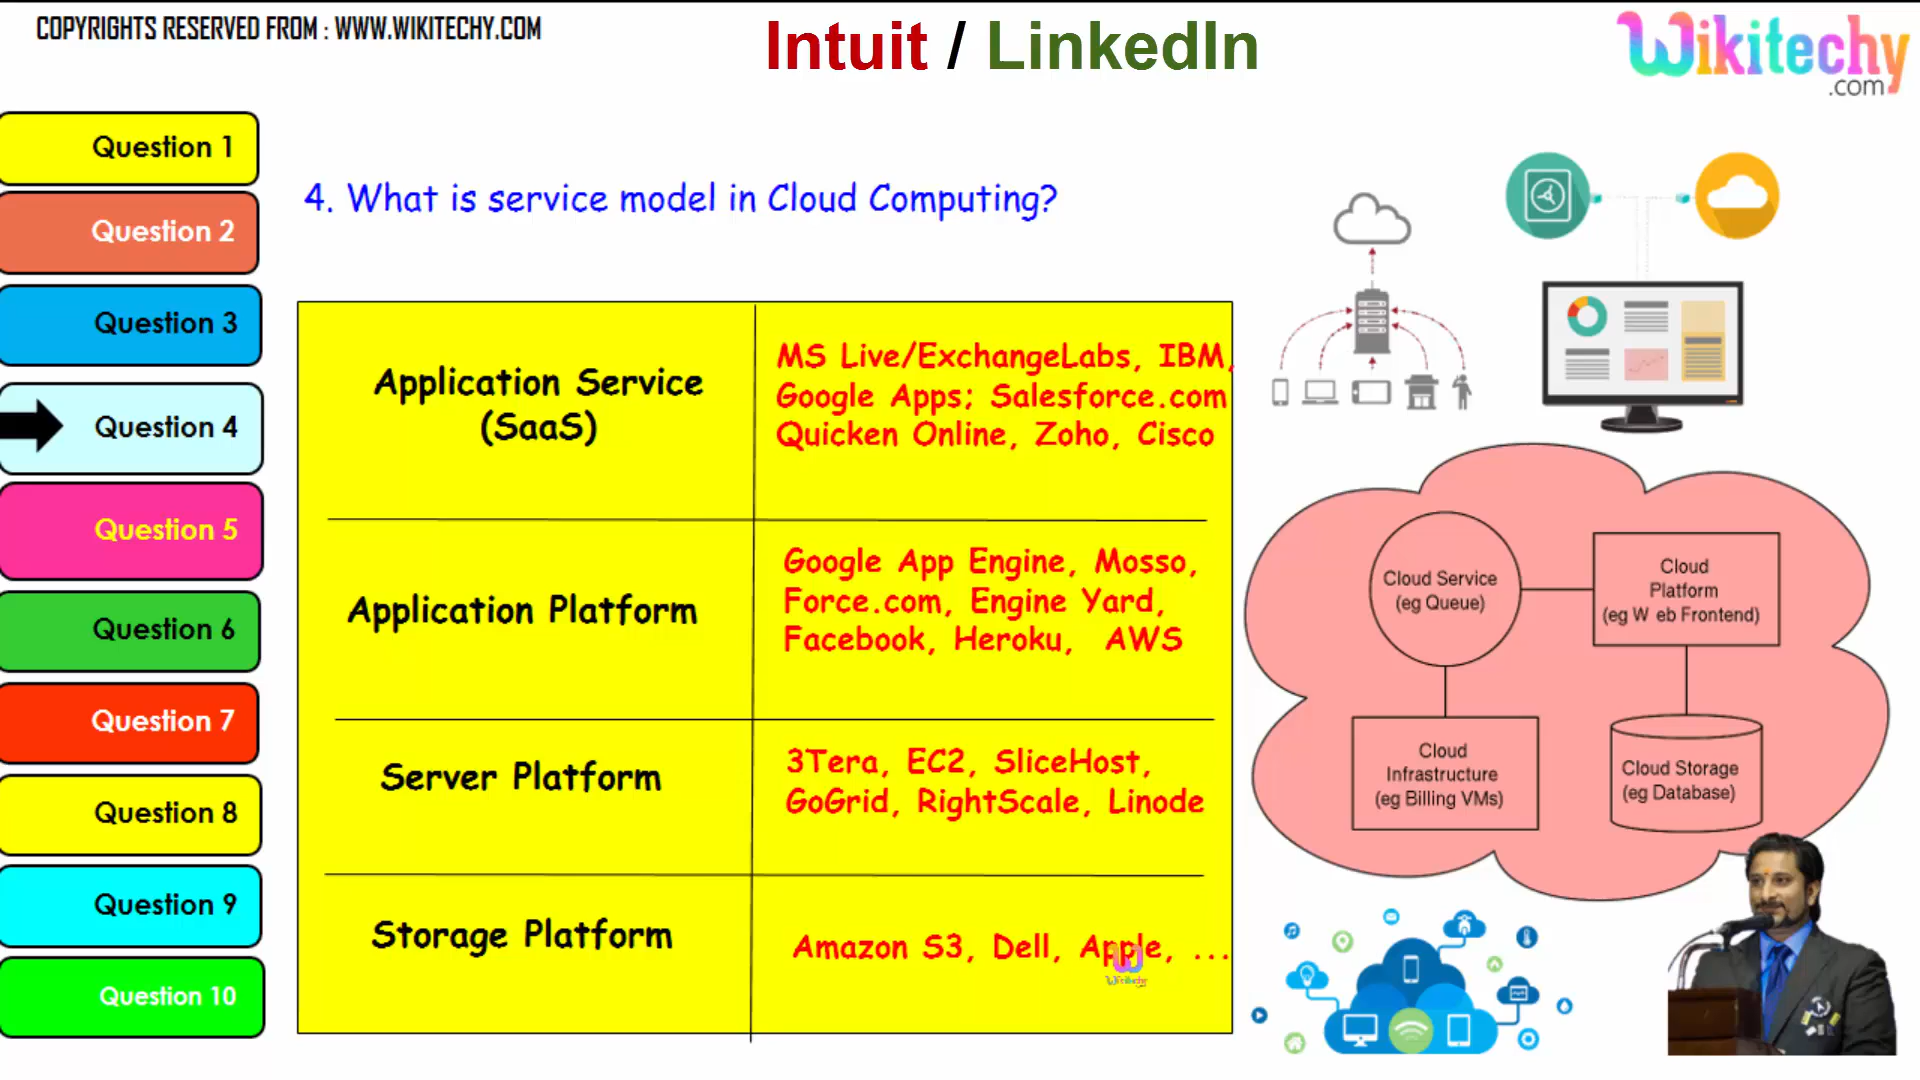 COPYRIGHTS RESERVED FROM : WWW.WIKITECHY.COM
Intuit / LinkedIn
Wikitechy
.com
Question 1
Question 2
Question 3
Question 4
Question 5
Question 6
Question 7
Question 8
Question 9
Question 10
4. What is service model in Cloud Computing?
Application Service
(SaaS)
MS Live/ExchangeLabs, IBM,
Google Apps; Salesforce.com
Quicken Online, Zoho, Cisco
Application Platform
Google App Engine, Mosso,
Force.com, Engine Yard,
Facebook, Heroku, AWS
Server Platform
3Tera, EC2, SliceHost,
GoGrid, RightScale, Linode
Storage Platform
Amazon S3, Dell, Apple, ...
Wikitechy
Cloud Service
(eg Queue)
Cloud
Platform
(eg W eb Frontend)
Cloud
Infrastructure
(eg Billing VMs)
Cloud Storage
(eg Database)